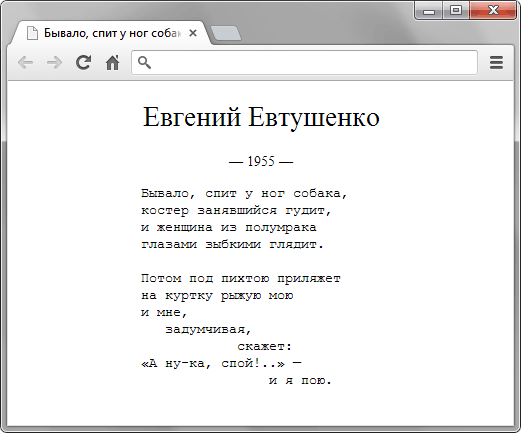 Бывало, спит у ног собак
Евгений Евтушенко
— 1955 —
Бывало, спит у ног собака,
костер занявшийся гудит,
и женщина из полумрака
глазами зыбкими глядит.
Потом под пихтою приляжет
на куртку рыжую мою
и мне,
задумчивая,
скажет:
«А ну-ка, спой!..» —
и я пою.